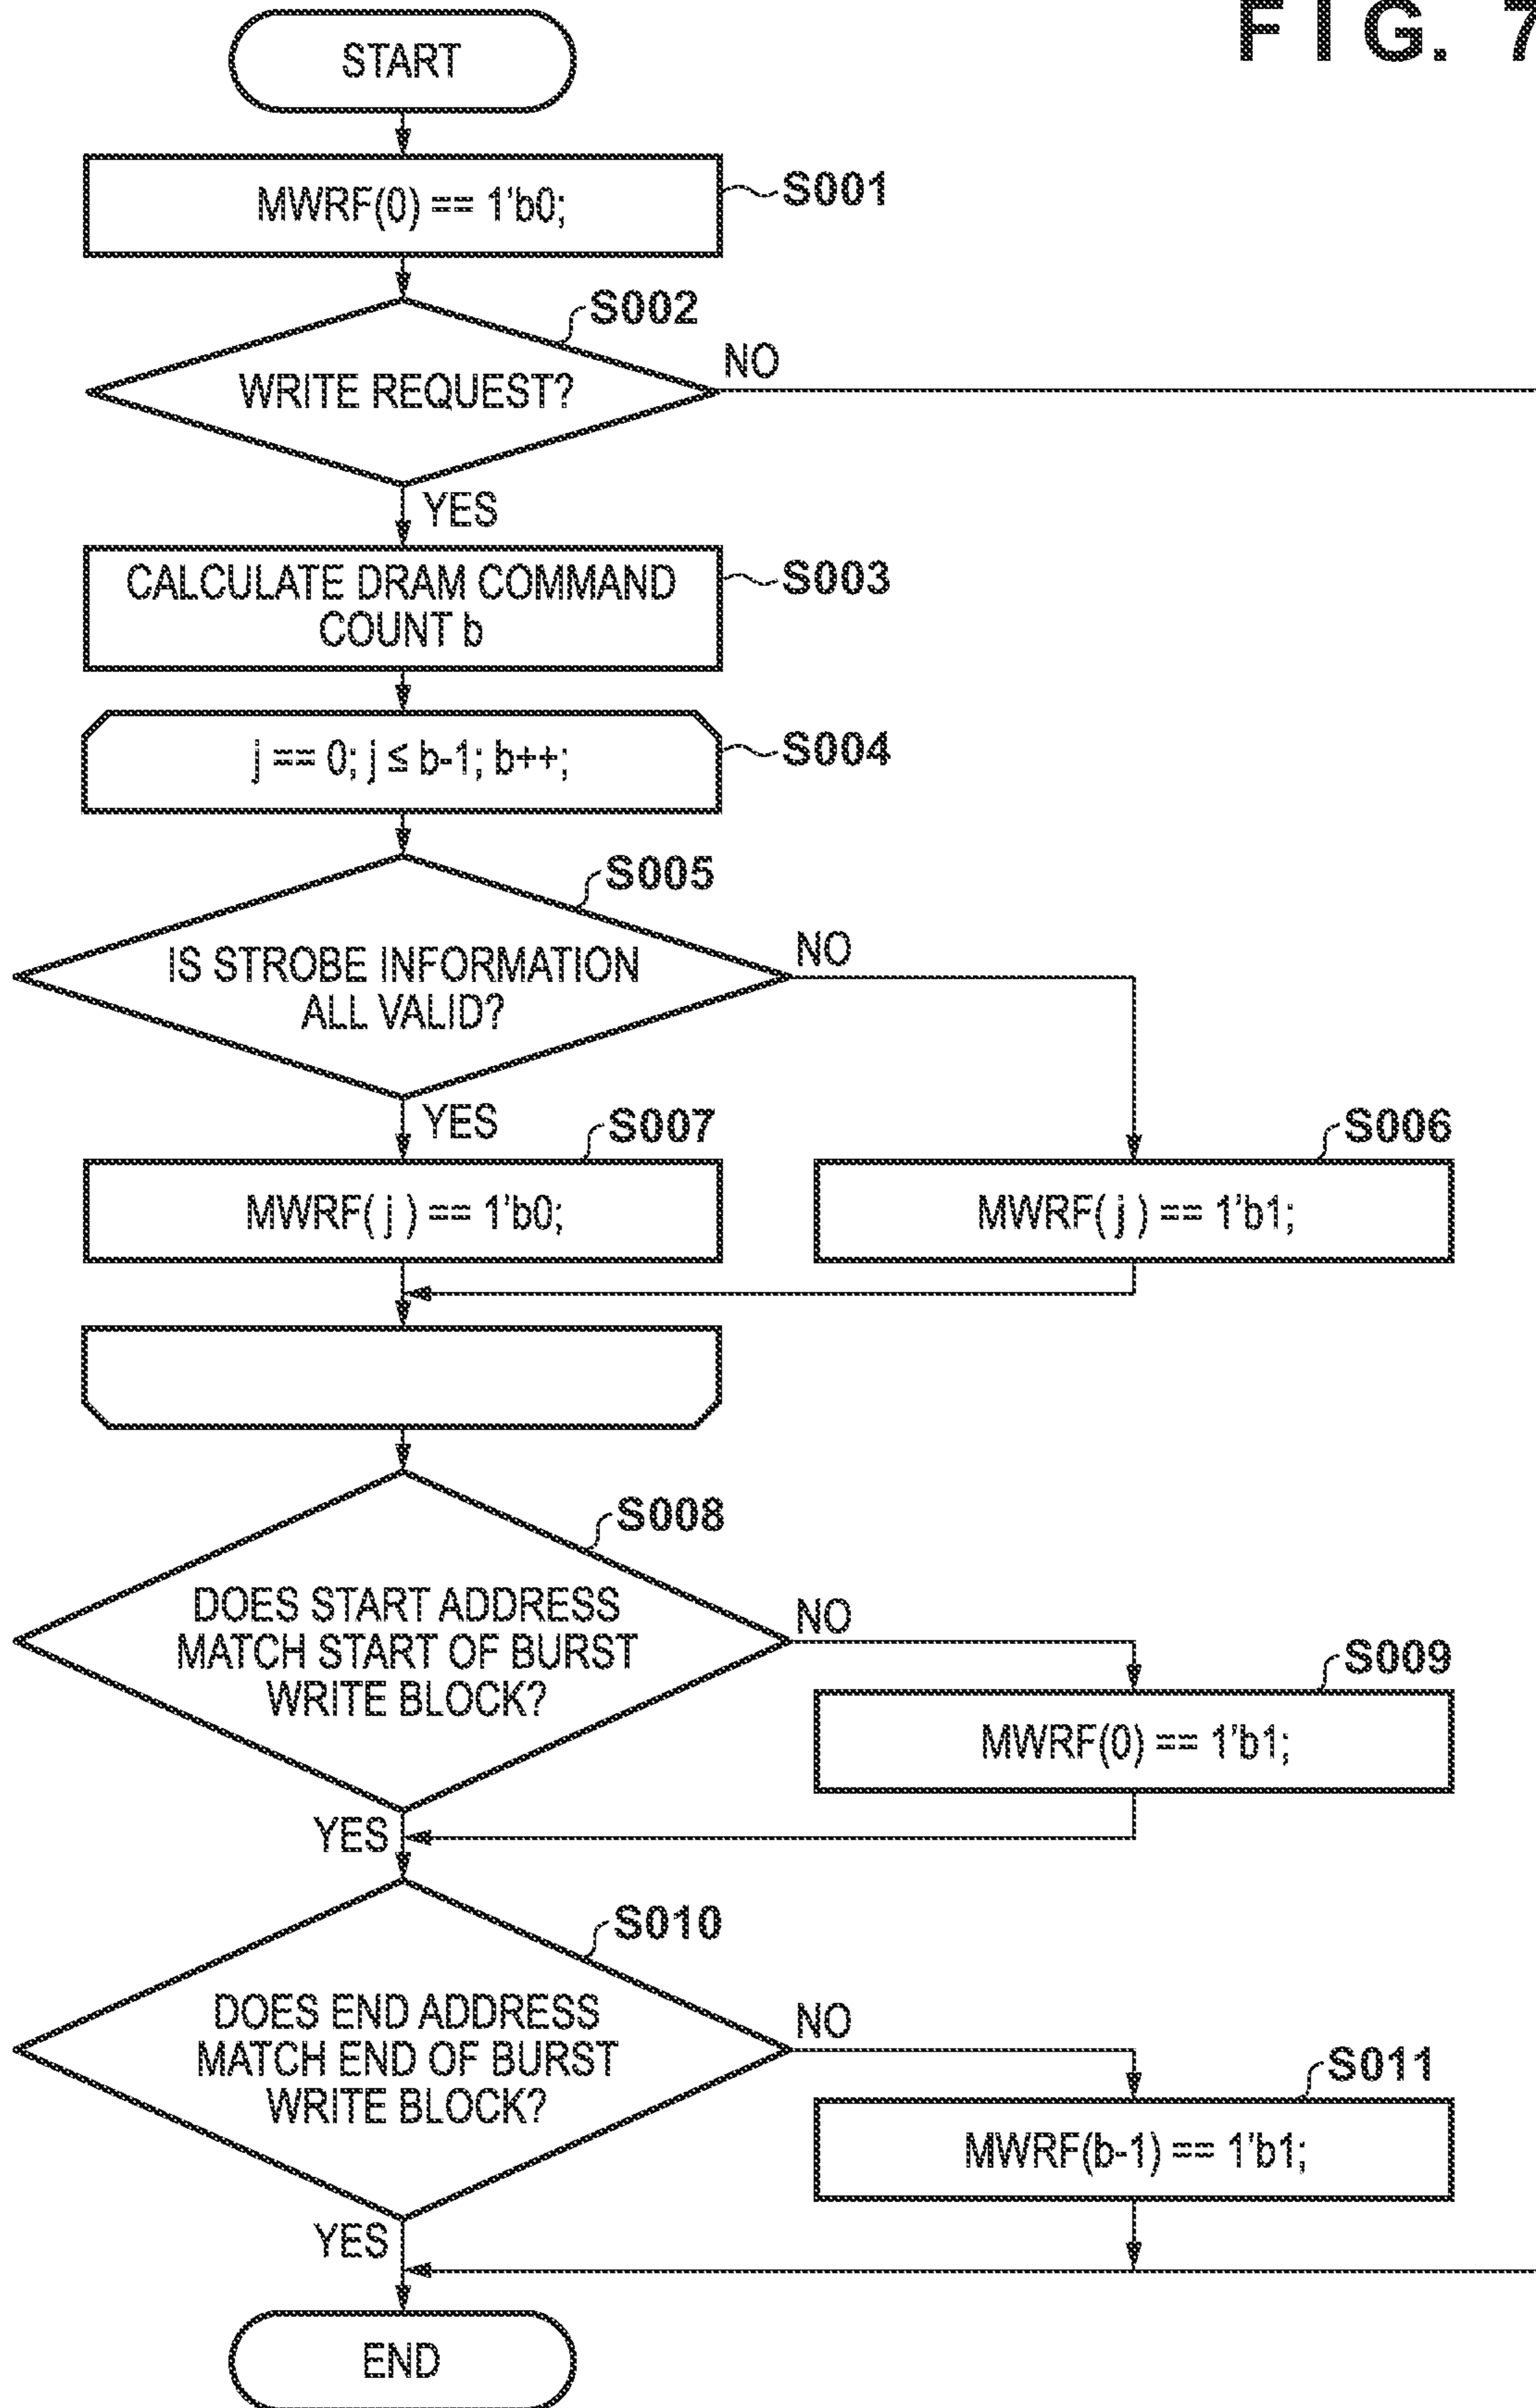 FIG. 7
START
MWRF(0) == 1'b0;
S001
S002
WRITE REQUEST?
NO
YES
CALCULATE DRAM COMMAND
COUNT b
S003
j == 0; j ≤ b-1; b++;
S004
S005
IS STROBE INFORMATION
ALL VALID?
NO
YES
S007
MWRF( j ) == 1'b0;
S006
MWRF( j ) == 1'b1;
S008
DOES START ADDRESS
MATCH START OF BURST
WRITE BLOCK?
NO
S009
MWRF(0) == 1'b1;
YES
S010
DOES END ADDRESS
MATCH END OF BURST
WRITE BLOCK?
NO
S011
MWRF(b-1) == 1'b1;
YES
END